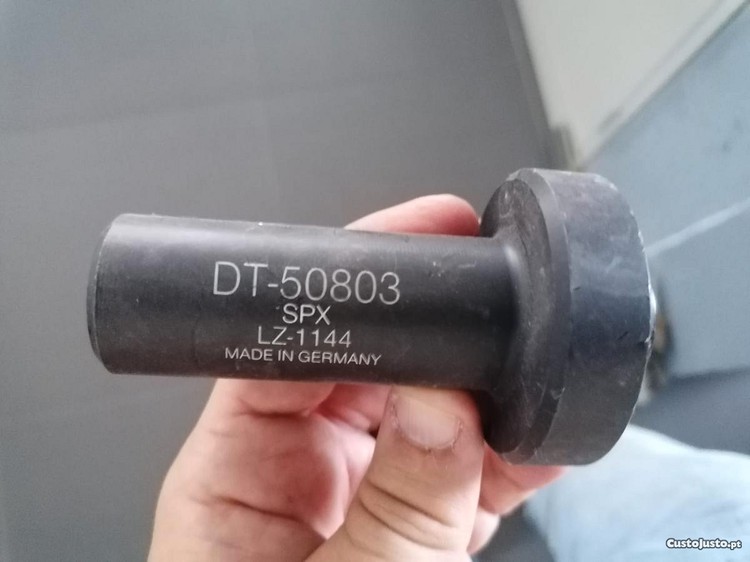 DT-50803
SPX
LZ-1144
MADE IN GERMANY
CustoJusto.pt